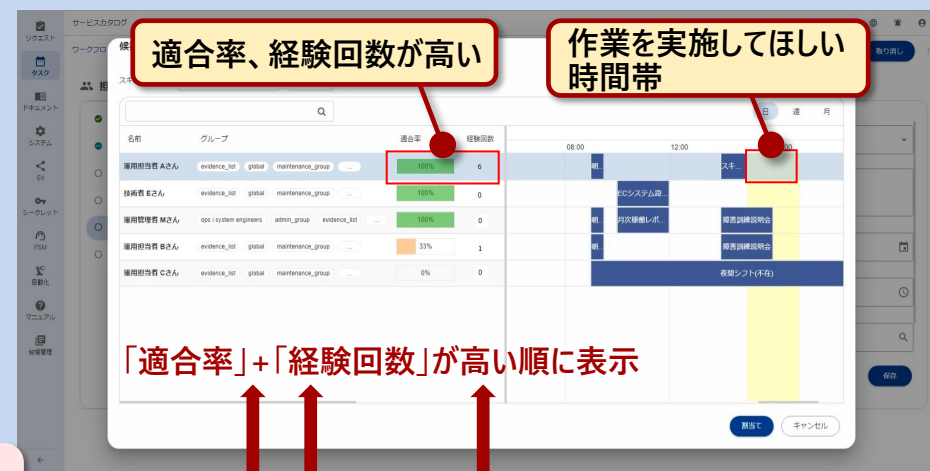 サービスカタログ
リクエスト
タスク
ドキュメント
システム
Git
シークレット
ITSM
自動化
マニュアル
ワークフロ
取り消し
適合率、経験回数が高い
作業を実施してほしい
時間帯
日 週 月
名前 グループ 適合率 経験回数
08:00 12:00
運用担当者 Aさん evidence_list global maintenance_group ... 100% 6 スキ...
技術者 Eさん evidence_list global maintenance_group ... 100% 0 ECシステム設...
運用管理者 Mさん ops i system engineers admin_group evidence_list ... 100% 0 月次稼働レポ... 障害訓練説明会
運用担当者 Bさん evidence_list global maintenance_group ... 33% 1 障害訓練説明会
運用担当者 Cさん evidence_list global maintenance_group ... 0% 0 夜間シフト(不在)
「適合率」+「経験回数」が高い順に表示
保存
割当て キャンセル